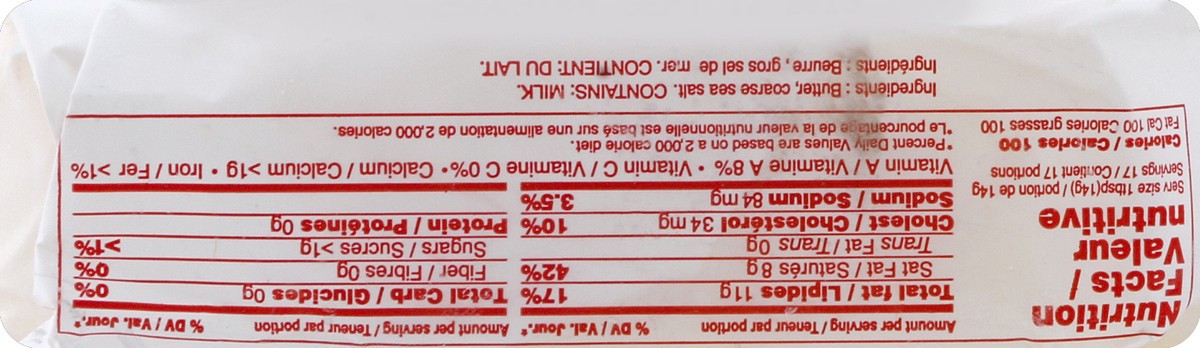 Nutrition
Facts /
Valeur
nutritive
Serv size 1tbsp(14g) / portion de 14g
Servings 17 / Contient 17 portions
Calories / Calories 100
Fat Cal 100 Calories grasses 100
Amount per serving / Teneur par portion % DV / Val. Jour.*
Total fat / Lipides 11g 17%
Sat Fat / Saturés 8 g 42%
Trans Fat / Trans 0g
Cholest / Cholestérol 34 mg 10%
Sodium / Sodium 84 mg 3.5%
Amount per serving / Teneur par portion % DV / Val. Jour.*
Total Carb / Glucides 0g 0%
Fiber / Fibres 0g 0%
Sugars / Sucres >1g >1%
Protein / Protéines 0g
Vitamin A / Vitamine A 8% • Vitamin C / Vitamine C 0% • Calcium / Calcium >1g • Iron / Fer >1%
*Percent Daily Values are based on a 2,000 calorie diet.
*Le pourcentage de la valeur nutritionnelle est basé sur une alimentation de 2,000 calories.
Ingredients : Butter, coarse sea salt. CONTAINS: MILK.
Ingrédients : Beurre , gros sel de mer. CONTIENT: DU LAIT.